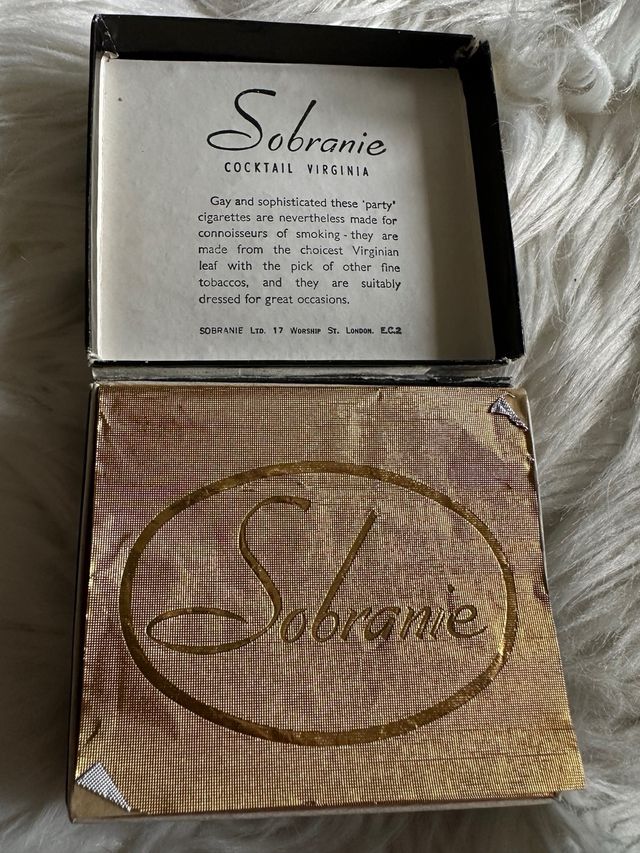 Sobranie
COCKTAIL VIRGINIA
Gay and sophisticated these 'party'
cigarettes are nevertheless made for
connoisseurs of smoking - they are
made from the choicest Virginian
leaf with the pick of other fine
tobaccos, and they are suitably
dressed for great occasions.
SOBRANIE LTD. 17 WORSHIP ST. LONDON. E.C.2
Sobranie